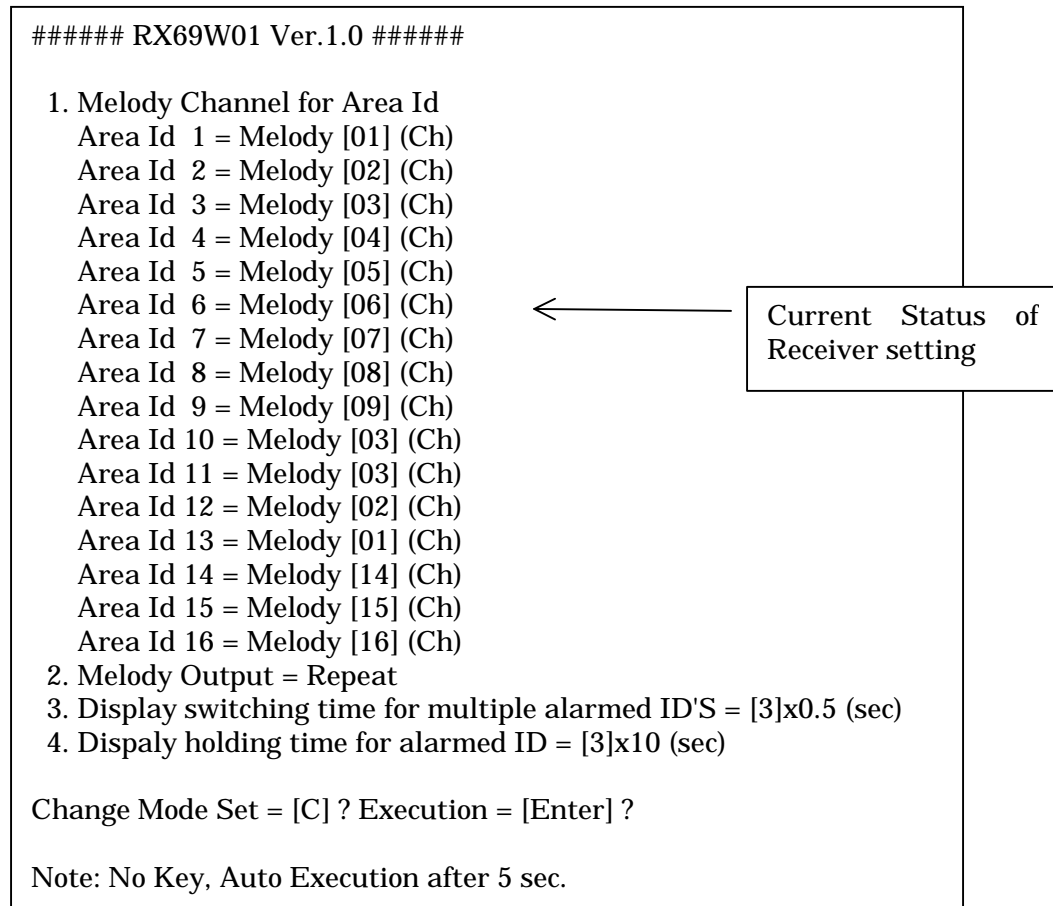 ###### RX69W01 Ver.1.0 ######
1. Melody Channel for Area Id
Area Id 1 = Melody [01] (Ch)
Area Id 2 = Melody [02] (Ch)
Area Id 3 = Melody [03] (Ch)
Area Id 4 = Melody [04] (Ch)
Area Id 5 = Melody [05] (Ch)
Area Id 6 = Melody [06] (Ch)
Area Id 7 = Melody [07] (Ch)
Area Id 8 = Melody [08] (Ch)
Area Id 9 = Melody [09] (Ch)
Area Id 10 = Melody [03] (Ch)
Area Id 11 = Melody [03] (Ch)
Area Id 12 = Melody [02] (Ch)
Area Id 13 = Melody [01] (Ch)
Area Id 14 = Melody [14] (Ch)
Area Id 15 = Melody [15] (Ch)
Area Id 16 = Melody [16] (Ch)
2. Melody Output = Repeat
3. Display switching time for multiple alarmed ID'S = [3]x0.5 (sec)
4. Dispaly holding time for alarmed ID = [3]x10 (sec)
Change Mode Set = [C] ? Execution = [Enter] ?
Note: No Key, Auto Execution after 5 sec.
Current Status of
Receiver setting